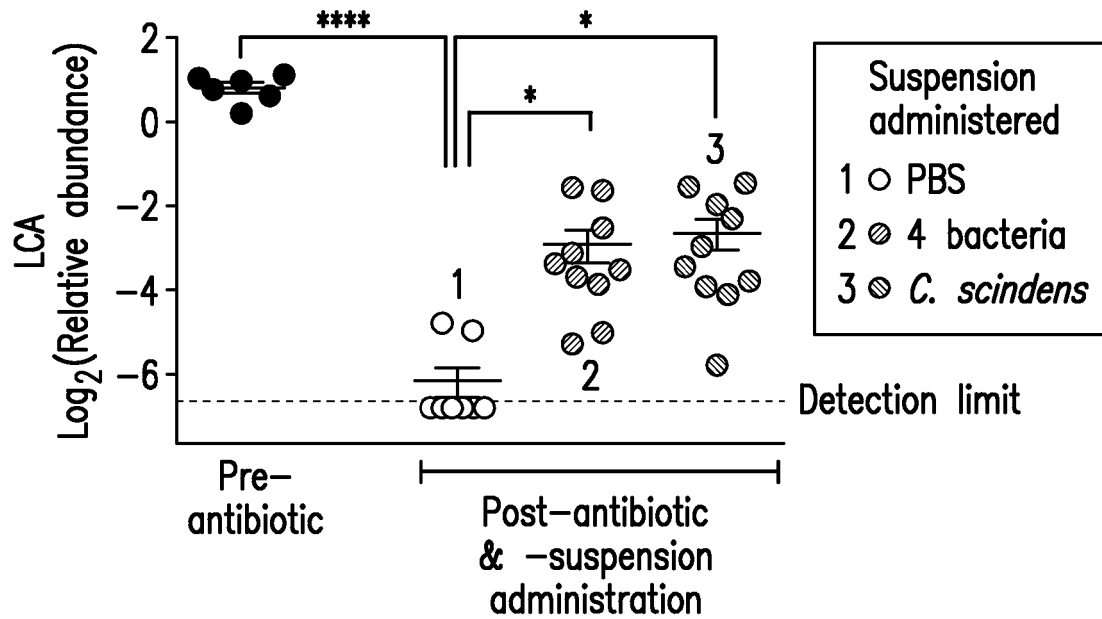 LCA
Log2(Relative abundance)
2
0
-2
-4
-6
****
*
*
1
2
3
Suspension
administered
1 PBS
2 4 bacteria
3 C. scindens
Detection limit
Pre-
antibiotic
Post-antibiotic
& -suspension
administration